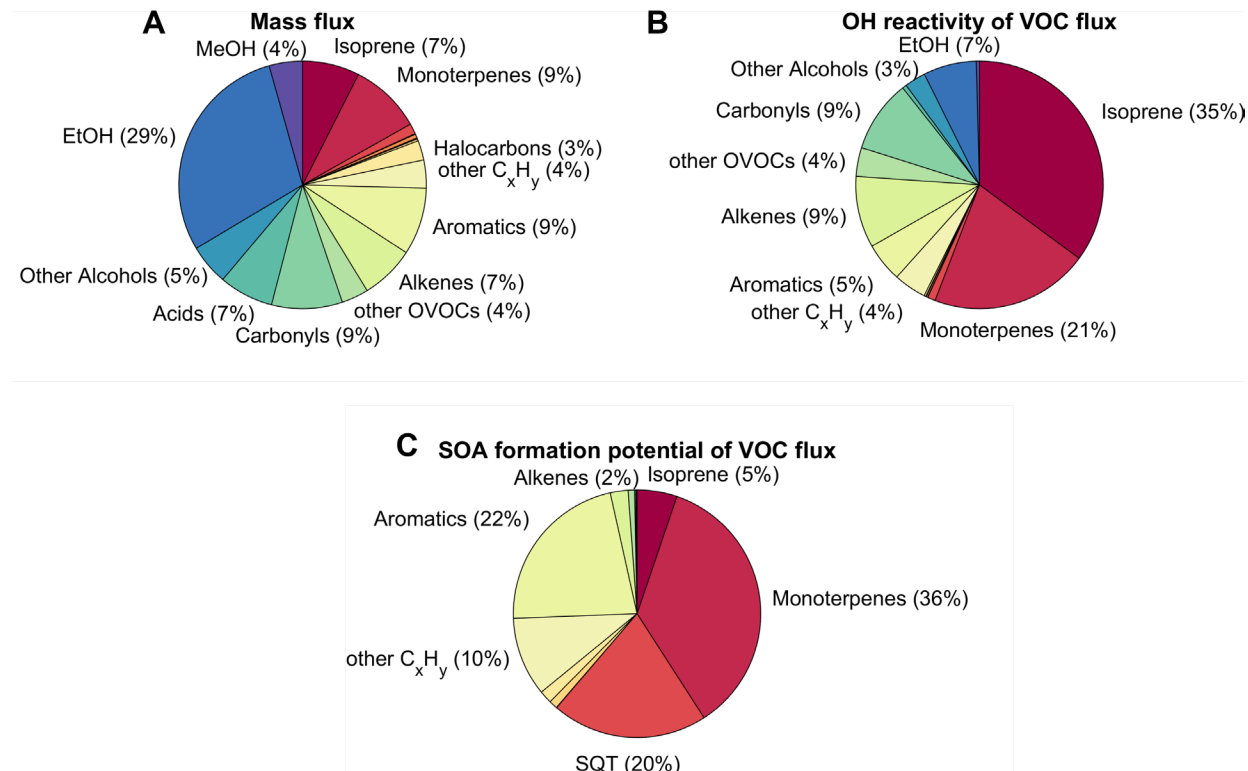 A
Mass flux
MeOH (4%)
Isoprene (7%)
Monoterpenes (9%)
EtOH (29%)
Halocarbons (3%)
other CxHy (4%)
Aromatics (9%)
Other Alcohols (5%)
Alkenes (7%)
Acids (7%)
other OVOCs (4%)
Carbonyls (9%)
B
OH reactivity of VOC flux
EtOH (7%)
Other Alcohols (3%)
Carbonyls (9%)
Isoprene (35%)
other OVOCs (4%)
Alkenes (9%)
Aromatics (5%)
other CxHy (4%)
Monoterpenes (21%)
C
SOA formation potential of VOC flux
Alkenes (2%)
Isoprene (5%)
Aromatics (22%)
Monoterpenes (36%)
other CxHy (10%)
SQT (20%)